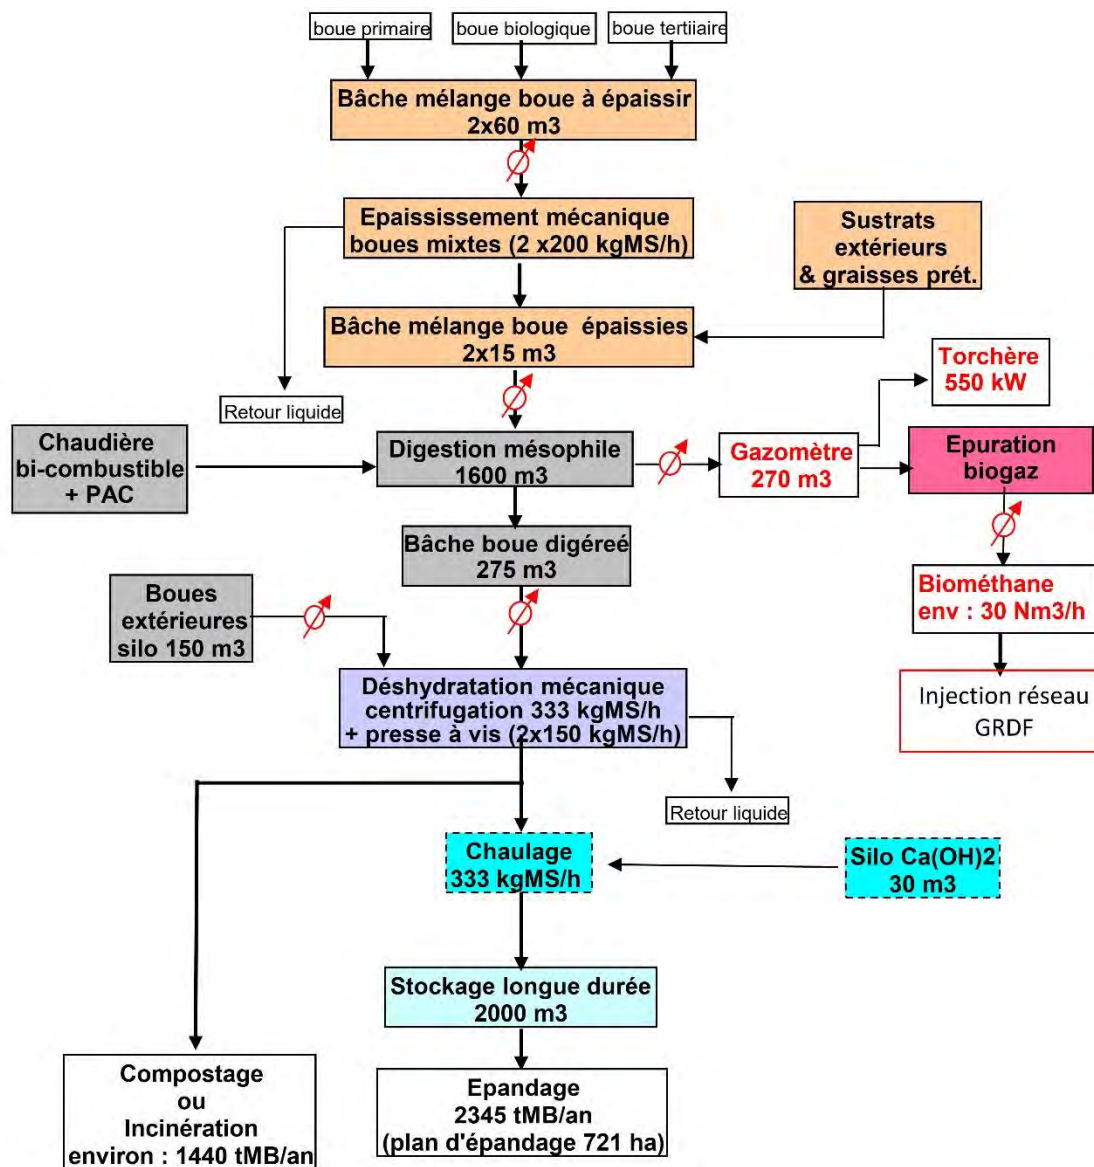 boue primaire
boue biologique
boue tertiiaire
Bâche mélange boue à épaissir
2x60 m3
Epaississement mécanique
boues mixtes (2 x200 kgMS/h)
Sustrats
extérieurs
& graisses prét.
Bâche mélange boue épaissies
2x15 m3
Torchère
550 kW
Retour liquide
Chaudière
bi-combustible
+ PAC
Digestion mésophile
1600 m3
Gazomètre
270 m3
Epuration
biogaz
Bâche boue digéreé
275 m3
Boues
extérieures
silo 150 m3
Biométhane
env : 30 Nm3/h
Déshydratation mécanique
centrifugation 333 kgMS/h
+ presse à vis (2x150 kgMS/h)
Injection réseau
GRDF
Retour liquide
Chaulage
333 kgMS/h
Silo Ca(OH)2
30 m3
Stockage longue durée
2000 m3
Compostage
ou
Incinération
environ : 1440 tMB/an
Epandage
2345 tMB/an
(plan d'épandage 721 ha)